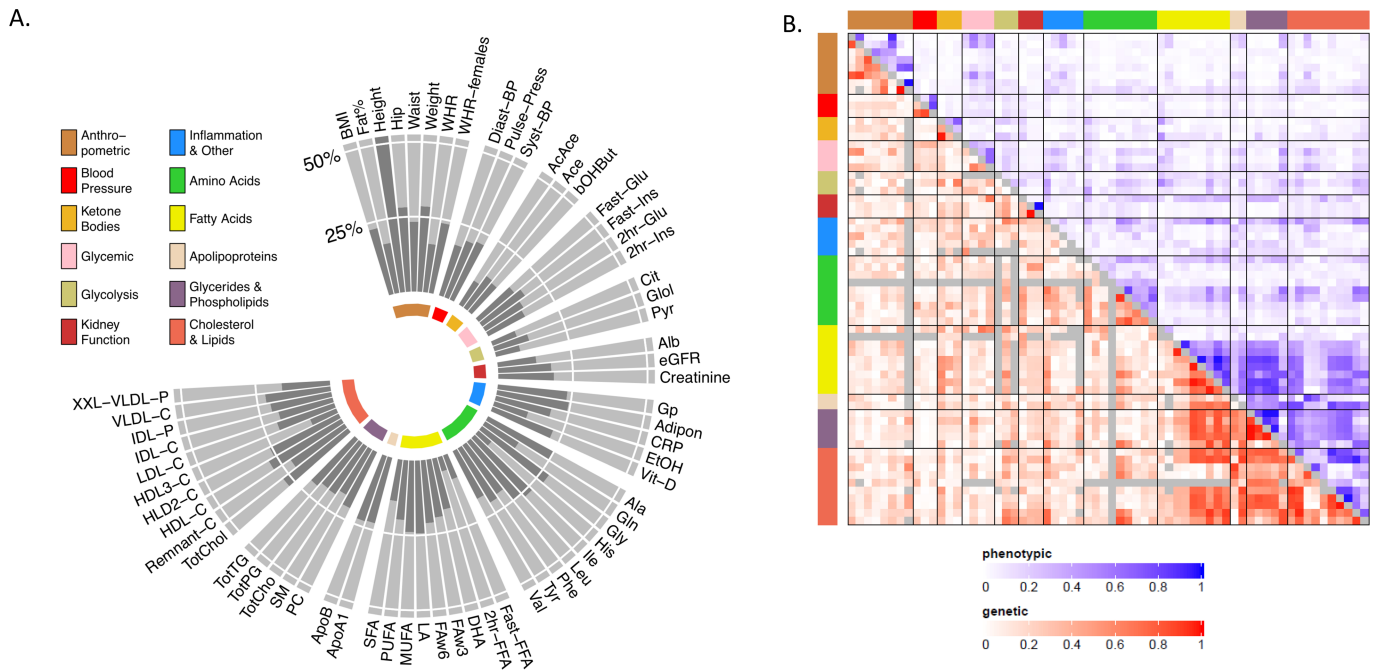 A.
B.
BMI
Fat%
Height
Hip
Waist
Weight
WHR
WHR−females
Diast−BP
Pulse−Press
Syst−BP
AcAce
Ace
bOHBut
Fast−Glu
Fast−Ins
2hr−Glu
2hr−Ins
Cit
Glol
Pyr
Alb
eGFR
Creatinine
Gp
Adipon
CRP
EtOH
Vit−D
Ala
Gln
Gly
His
Ile
Leu
Phe
Tyr
Val
Fast−FFA
2hr−FFA
DHA
FAw3
FAw6
LA
MUFA
PUFA
SFA
ApoA1
ApoB
PC
SM
TotCho
TotPG
TotTG
TotChol
Remnant−C
HDL−C
HLD2−C
HDL3−C
LDL−C
IDL−C
IDL−P
VLDL−C
XXL−VLDL−P
50%
25%
Anthro−
pometric
Blood
Pressure
Ketone
Bodies
Glycemic
Glycolysis
Kidney
Function
Inflammation
& Other
Amino Acids
Fatty Acids
Apolipoproteins
Glycerides &
Phospholipids
Cholesterol
& Lipids
phenotypic
0 0.2 0.4 0.6 0.8 1
genetic
0 0.2 0.4 0.6 0.8 1